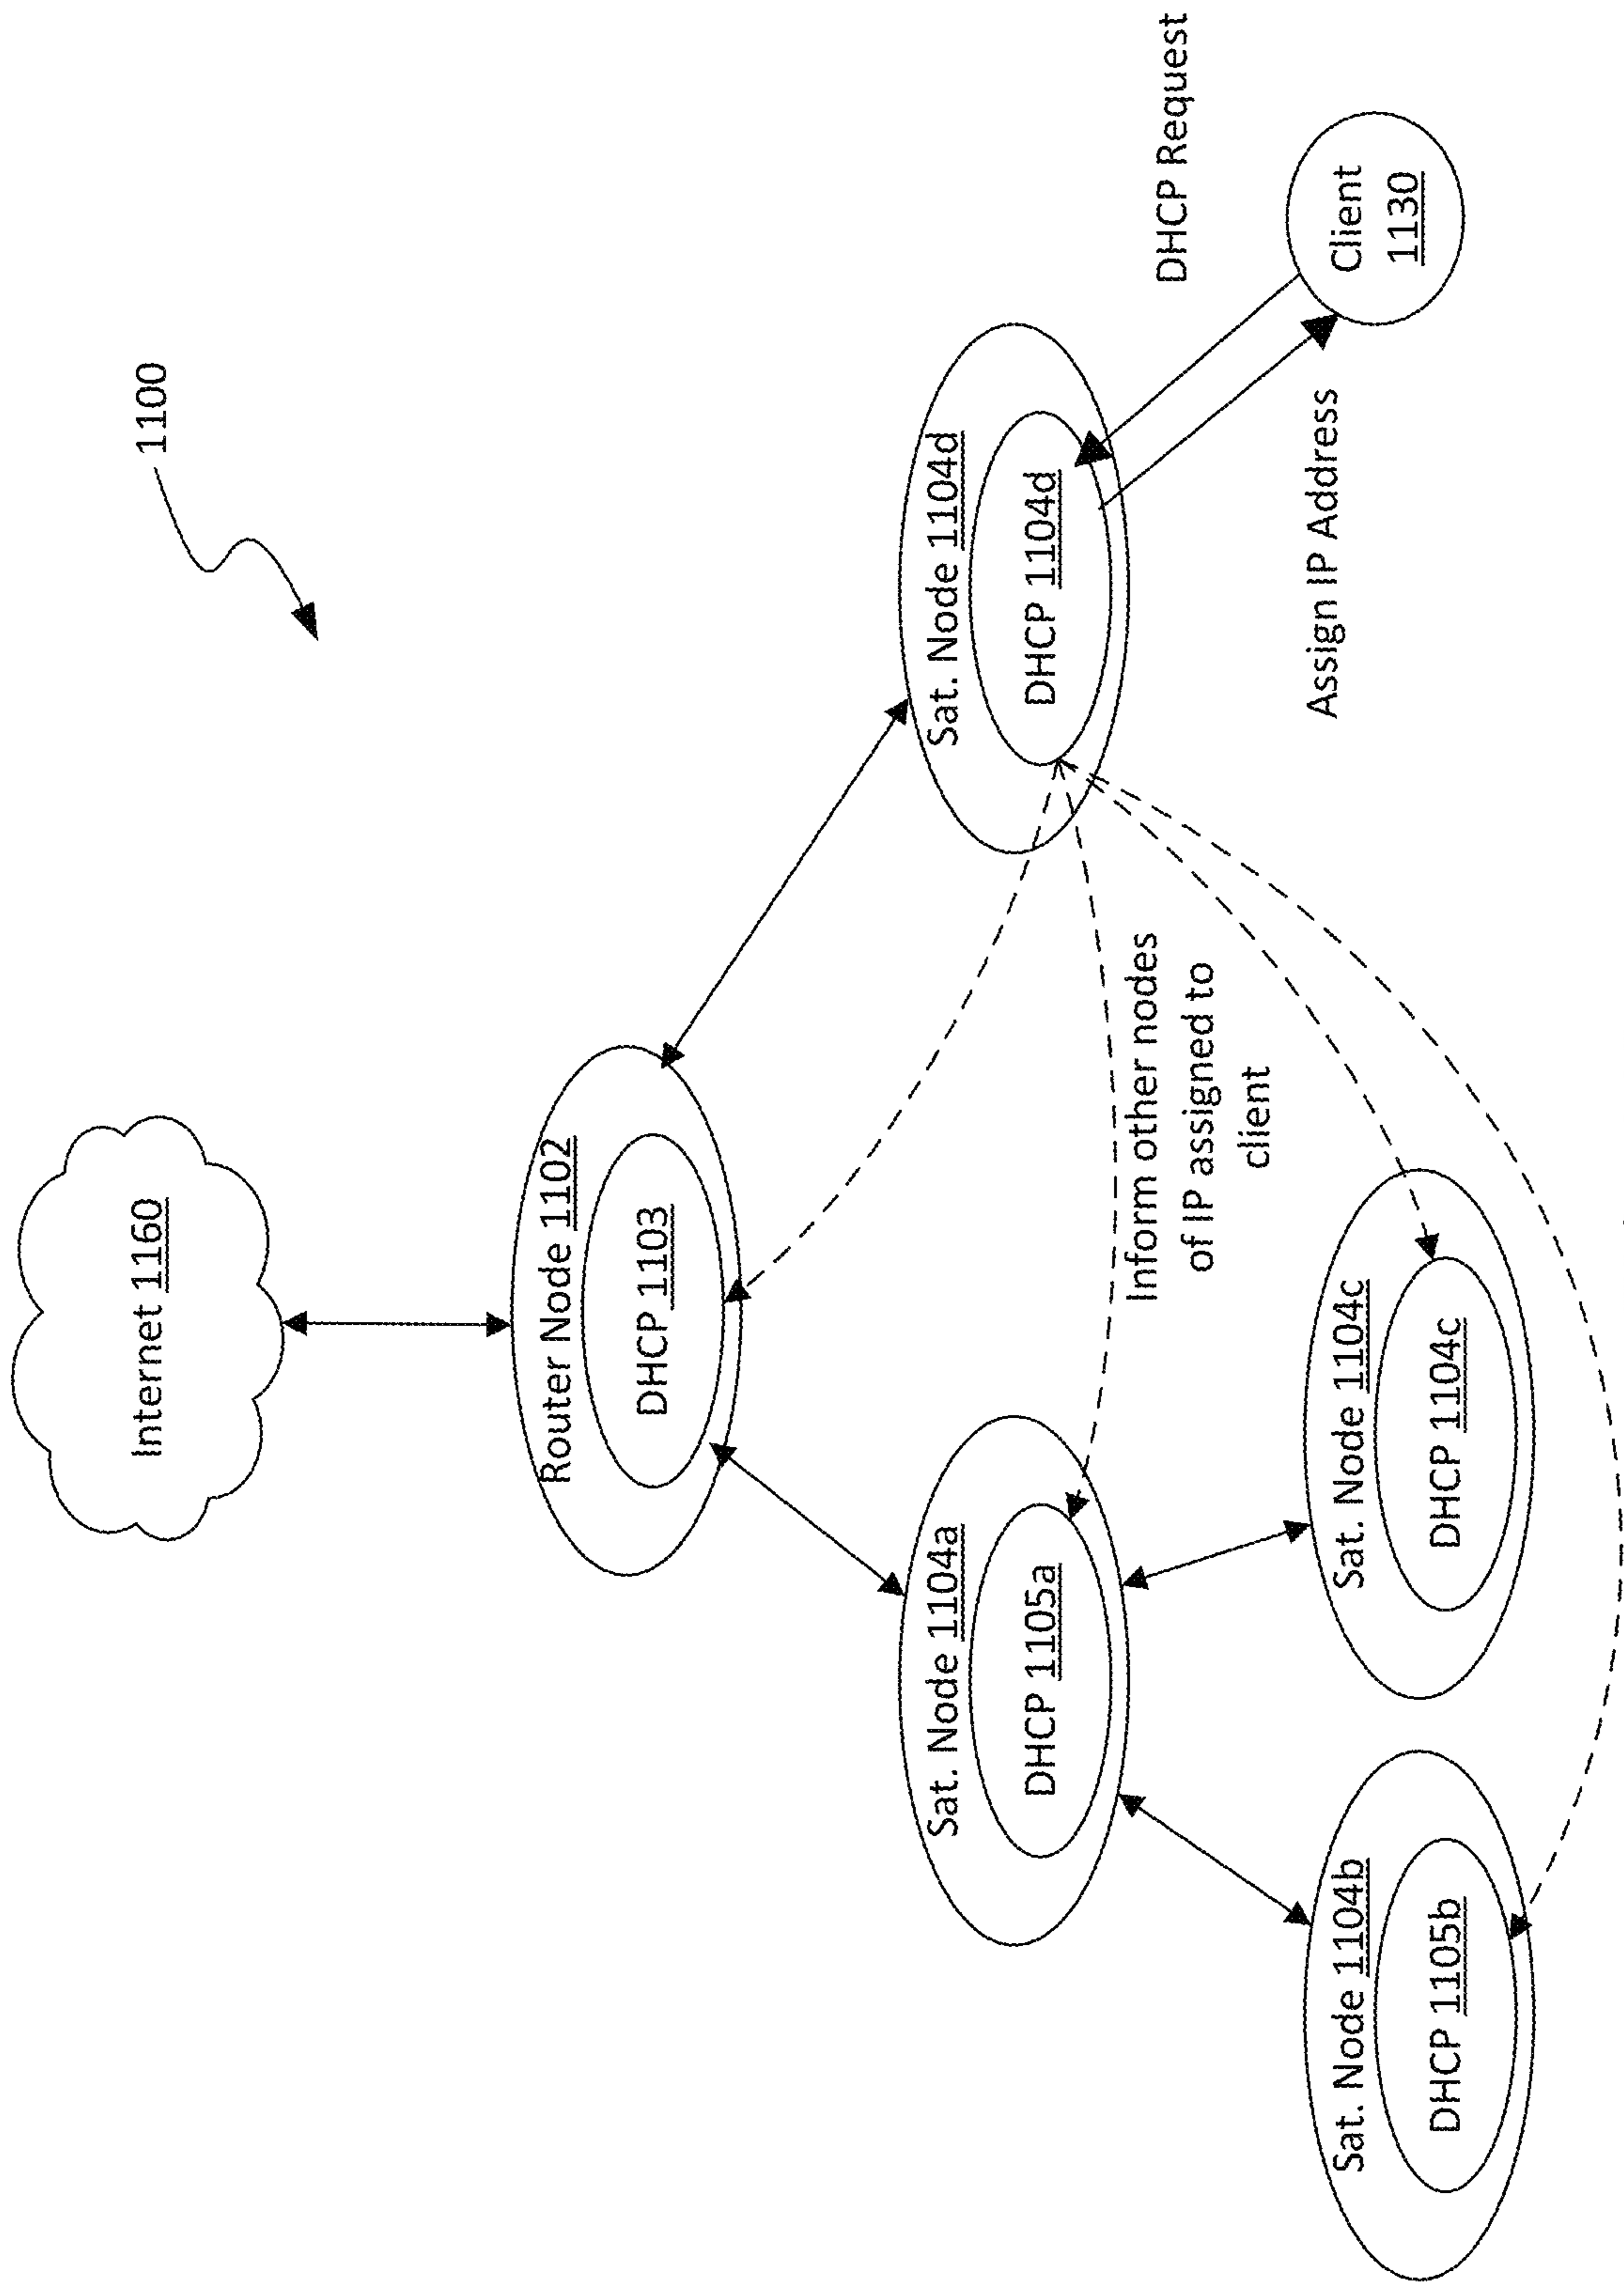 1100
Internet 1160
Router Node 1102
DHCP 1103
Sat. Node 1104a
DHCP 1105a
Sat. Node 1104d
DHCP 1104d
DHCP Request
Inform other nodes
of IP assigned to
client
Assign IP Address
Client
1130
Sat. Node 1104b
DHCP 1105b
Sat. Node 1104c
DHCP 1104c